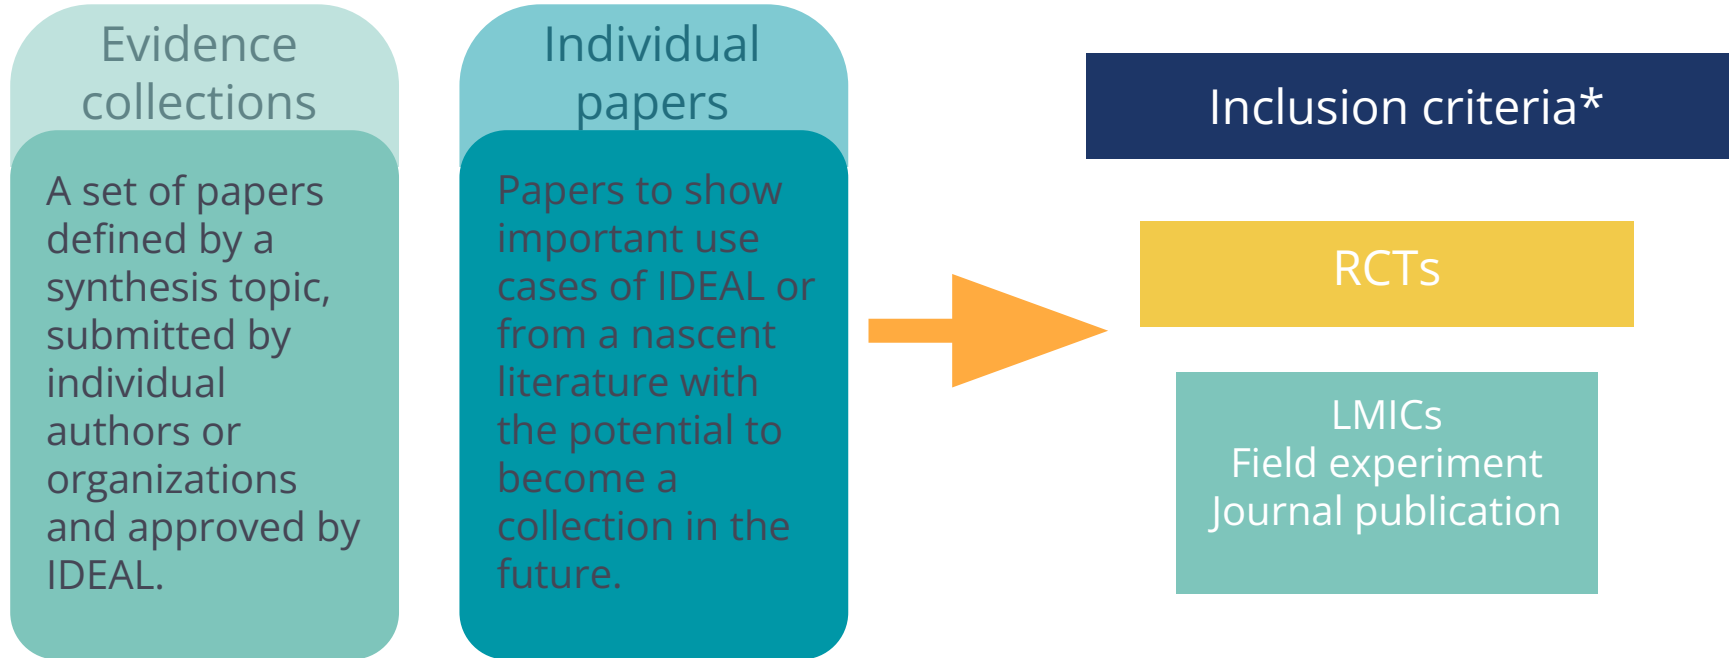 Evidence
collections
A set of papers
defined by a
synthesis topic,
submitted by
individual
authors or
organizations
and approved by
IDEAL.
Individual
papers
Papers to show
important use
cases of IDEAL or
from a nascent
literature with
the potential to
become a
collection in the
future.
Inclusion criteria*
RCTs
LMICs
Field experiment
Journal publication